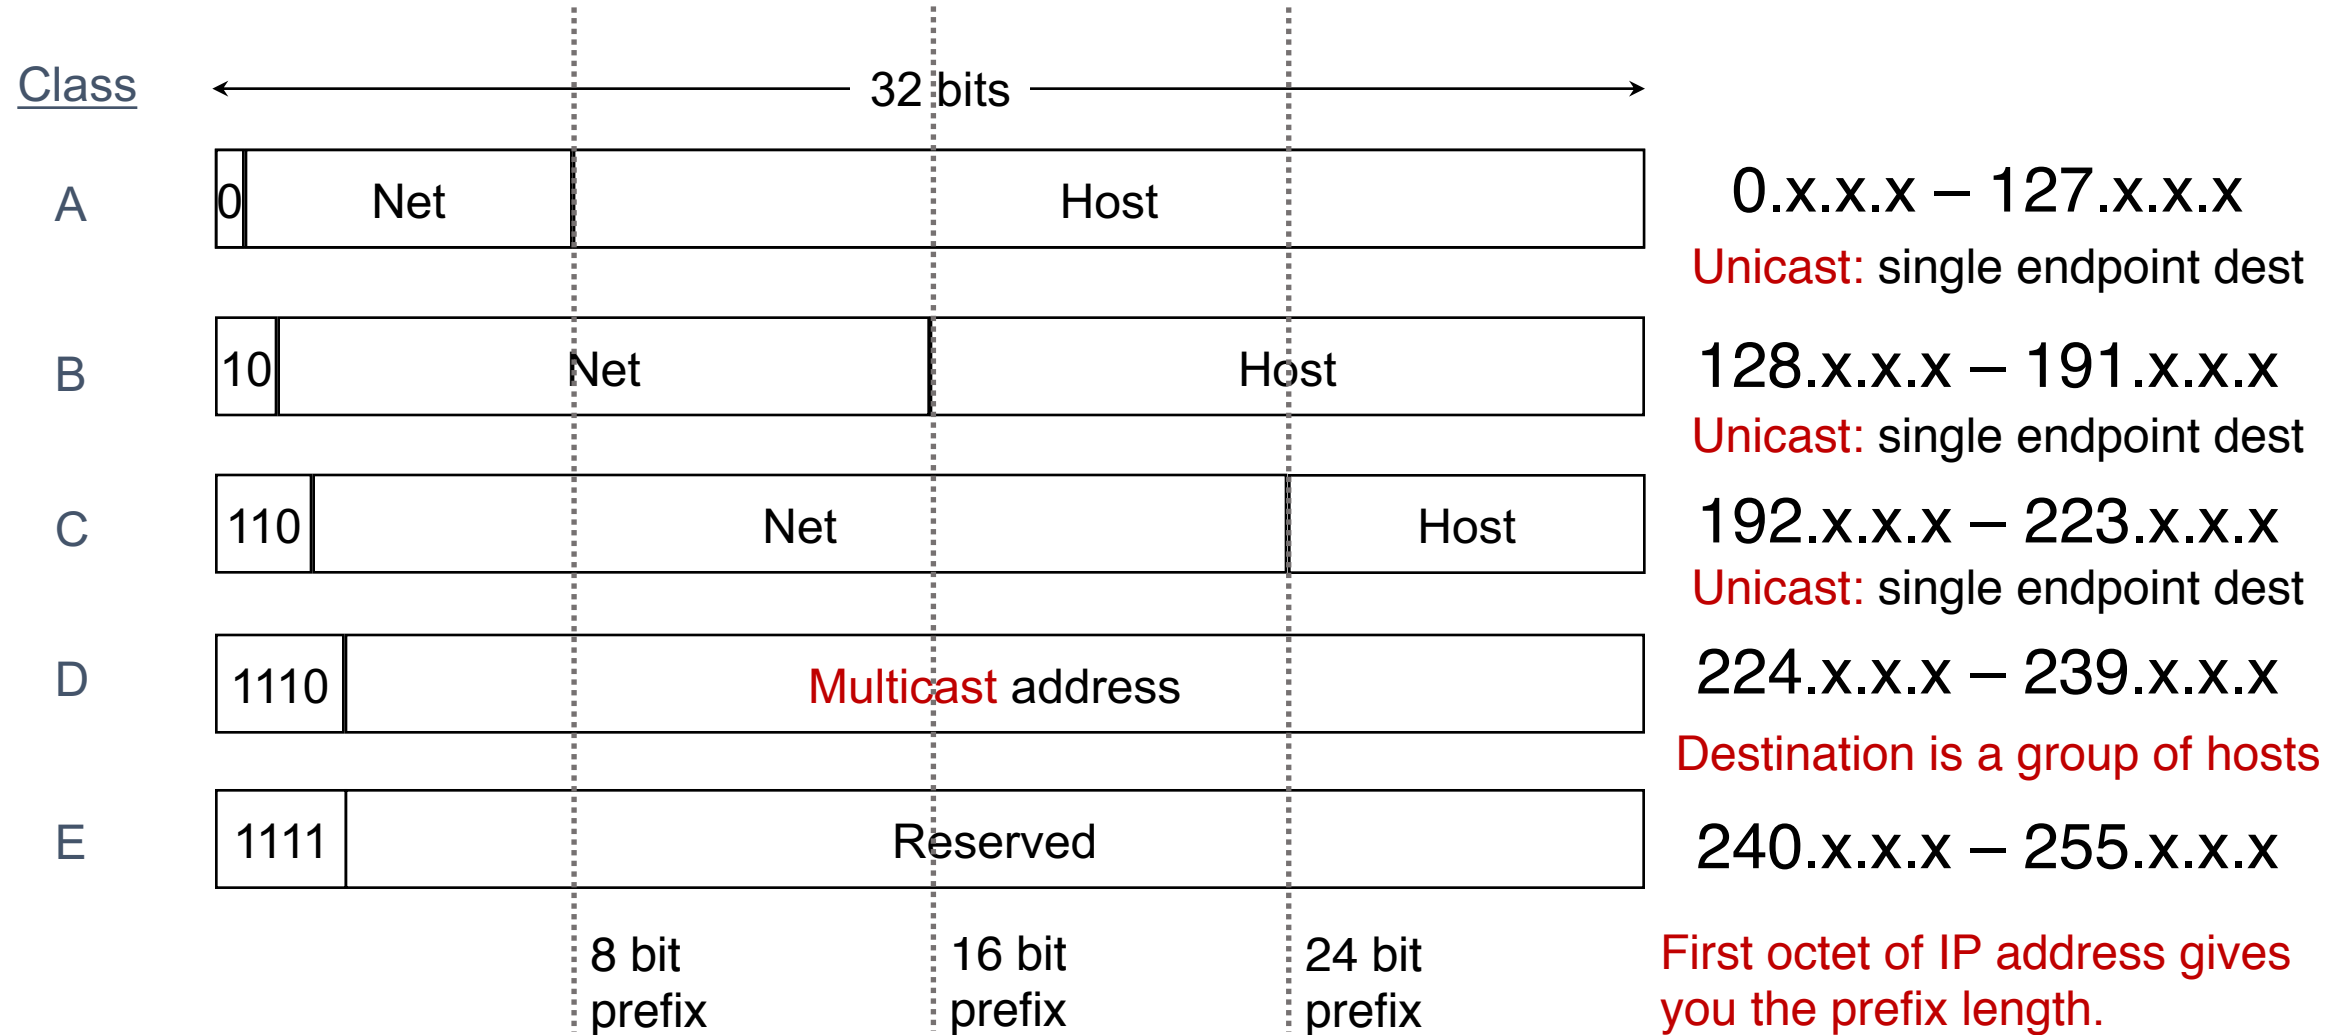 Class
32 bits
A
0
Net
Host
0.x.x.x – 127.x.x.x
Unicast: single endpoint dest
B
10
Net
Host
128.x.x.x – 191.x.x.x
Unicast: single endpoint dest
C
110
Net
Host
192.x.x.x – 223.x.x.x
Unicast: single endpoint dest
D
1110
Multicast address
224.x.x.x – 239.x.x.x
Destination is a group of hosts
E
1111
Reserved
240.x.x.x – 255.x.x.x
8 bit
prefix
16 bit
prefix
24 bit
prefix
First octet of IP address gives
you the prefix length.